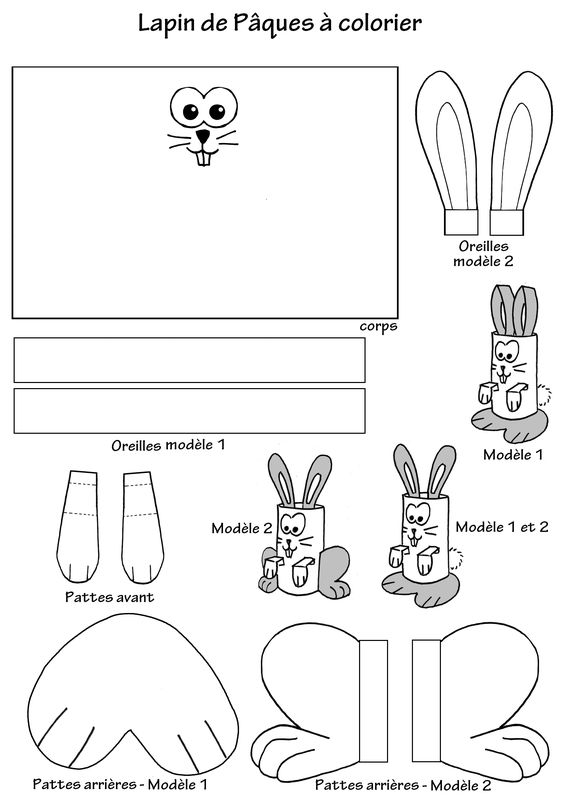 Lapin de Pâques à colorier
Oreilles
modèle 2
corps
Oreilles modèle 1
Modèle 1
Modèle 2
Modèle 1 et 2
Pattes avant
Pattes arrières - Modèle 1
Pattes arrières - Modèle 2